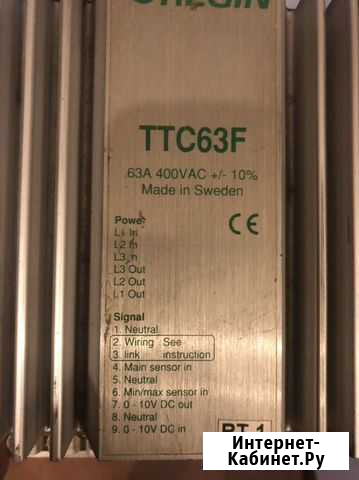 TTC63F
63A 400VAC +/- 10%
Made in Sweden
Power
L1 In
L2 In
L3 In
L3 Out
L2 Out
L1 Out
CE
Signal
1. Neutral
2. Wiring See
3. link instruction
4. Main sensor in
5. Neutral
6. Min/max sensor in
7. 0 - 10V DC out
8. Neutral
9. 0 - 10V DC in
Интернет-
Кабинет.Ру